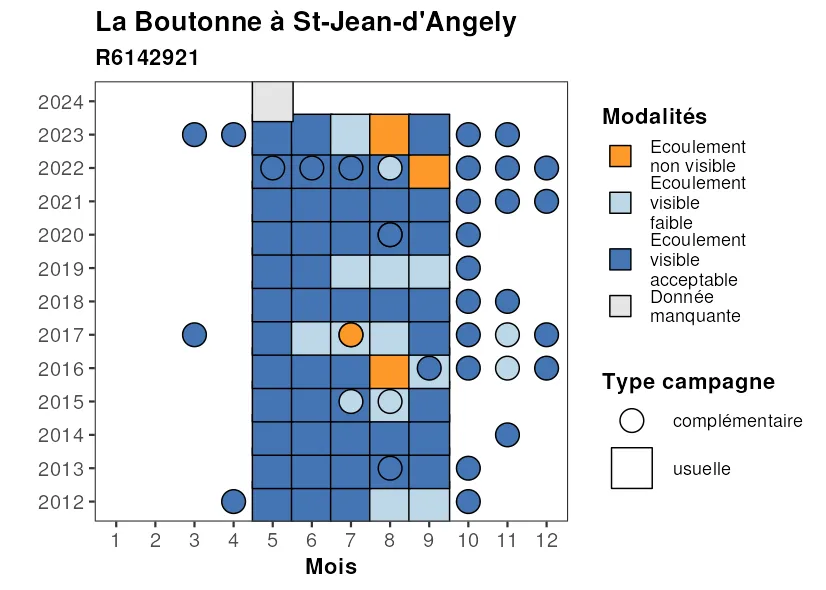 La Boutonne à St-Jean-d'Angely
R6142921
2024
2023
2022
2021
2020
2019
2018
2017
2016
2015
2014
2013
2012
1 2 3 4 5 6 7 8 9 10 11 12
Mois
Modalités
Ecoulement
non visible
Ecoulement
visible
faible
Ecoulement
visible
acceptable
Donnée
manquante
Type campagne
complémentaire
usuelle